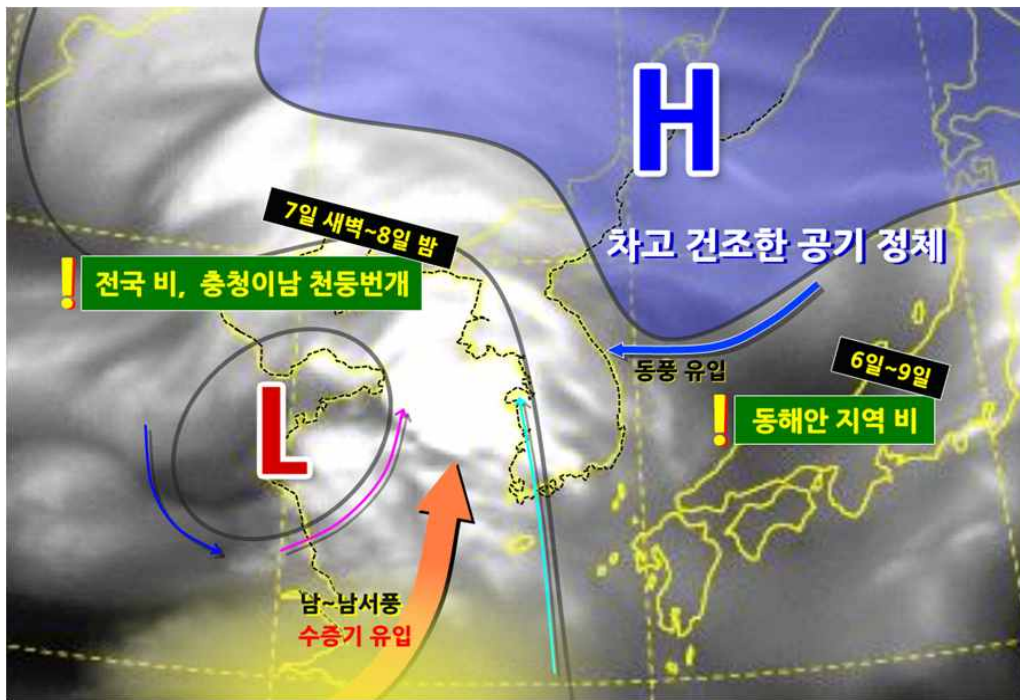 H
차고 건조한 공기 정체
7일 새벽~8일 밤
! 전국 비, 충청이남 천둥번개
동풍 유입
6일~9일
! 동해안 지역 비
L
남~남서풍
수증기 유입